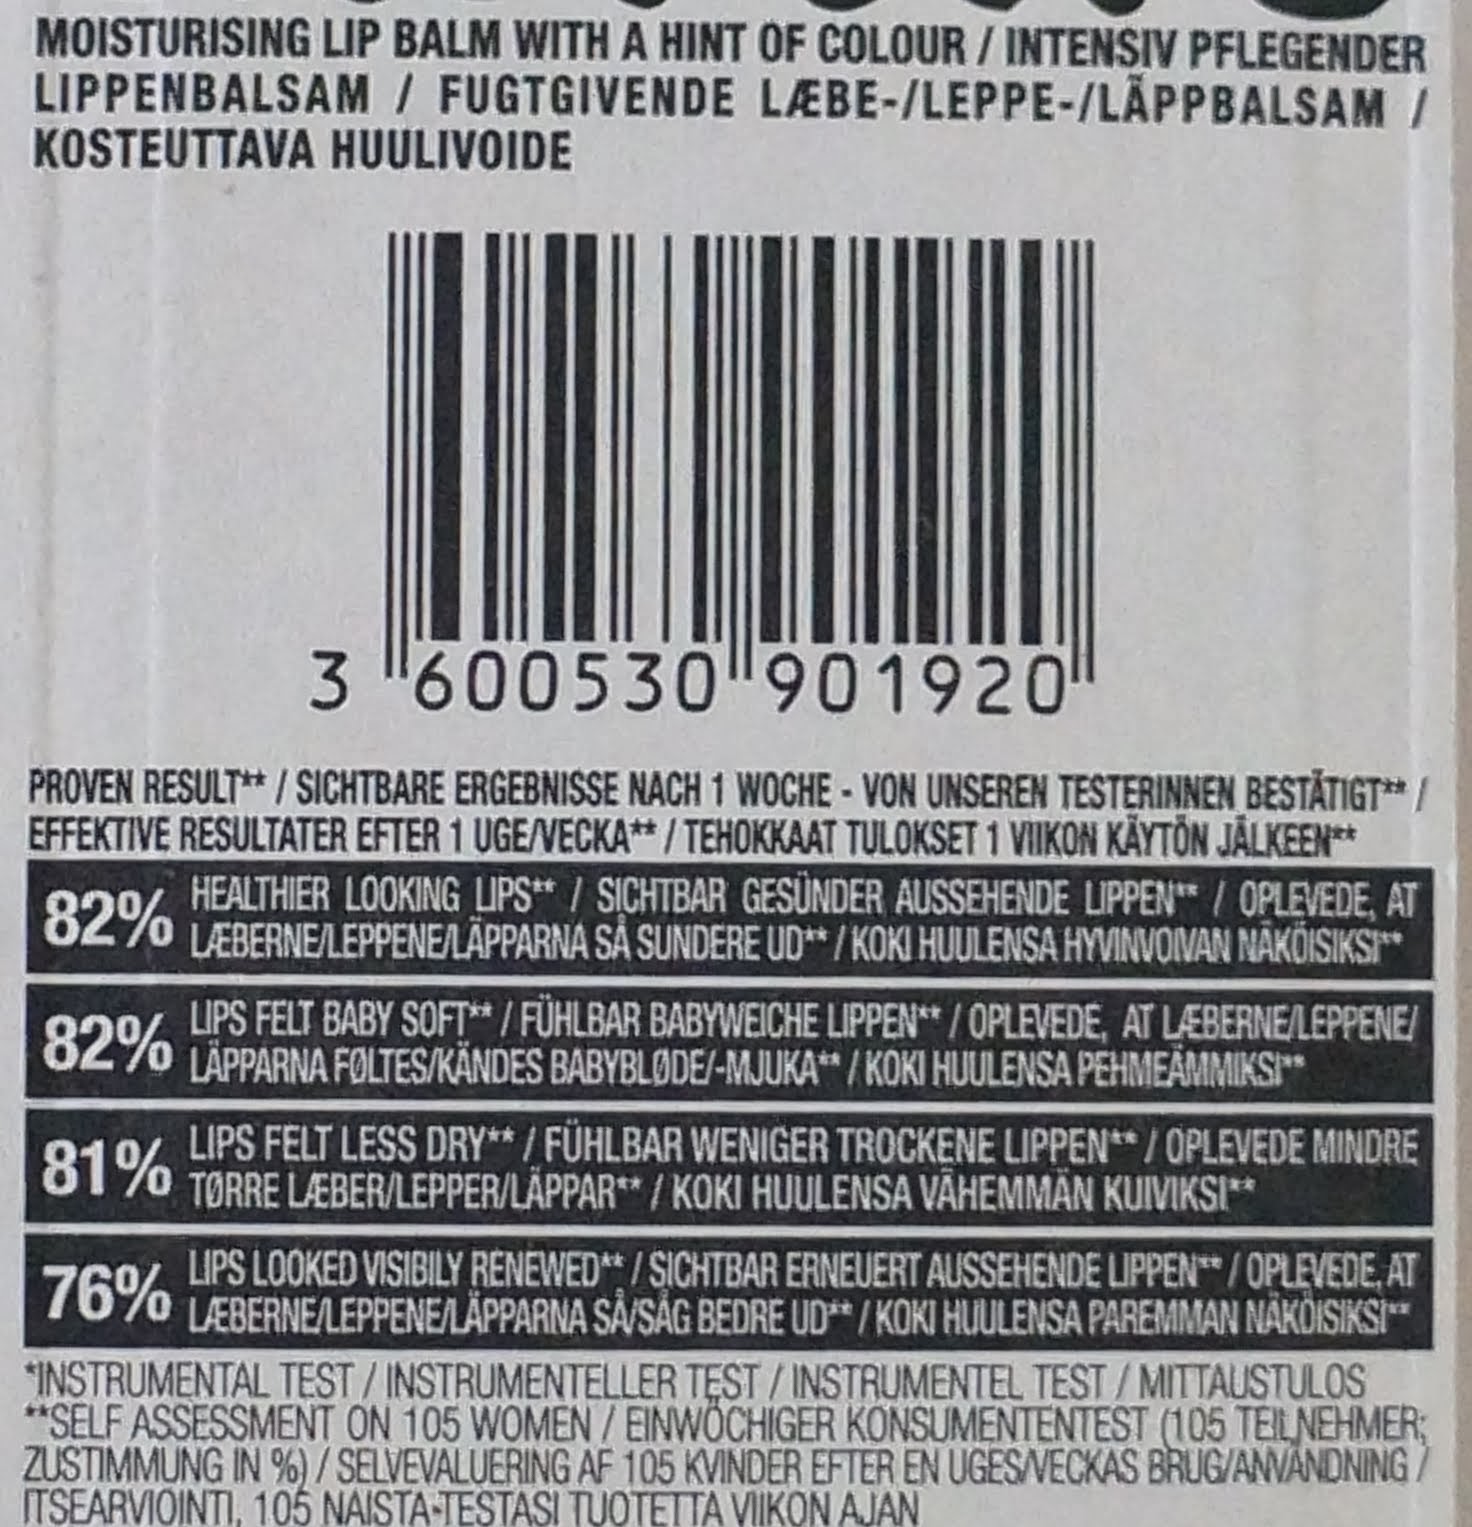 MOISTURISING LIP BALM WITH A HINT OF COLOUR / INTENSIV PFLEGENDER
LIPPENBALSAM / FUGTGIVENDE LÆBE-/LEPPE-/LÄPPBALSAM /
KOSTEUTTAVA HUULIVOIDE
3 600530 901920
PROVEN RESULT** / SICHTBARE ERGEBNISSE NACH 1 WOCHE - VON UNSEREN TESTERINNEN BESTÄTIGT** /
EFFEKTIVE RESULTATER EFTER 1 UGE/VECKA** / TEHOKKAAT TULOKSET 1 VIIKON KÄYTÖN JÄLKEEN**
82% HEALTHIER LOOKING LIPS** / SICHTBAR GESÜNDER AUSSEHENDE LIPPEN** / OPLEVEDE, AT
LÆBERNE/LEPPENE/LÄPPARNA SÅ SUNDERE UD** / KOKI HUULENSA HYVINVOIVAN NÄKÖISIKSI**
82% LIPS FELT BABY SOFT** / FÜHLBAR BABYWEICHE LIPPEN** / OPLEVEDE, AT LÆBERNE/LEPPENE/
LÄPPARNA FØLTES/KÄNDES BABYBLØDE/-MJUKA** / KOKI HUULENSA PEHMEÄMMIKSI**
81% LIPS FELT LESS DRY** / FÜHLBAR WENIGER TROCKENE LIPPEN** / OPLEVEDE MINDRE
TØRRE LÆBER/LEPPER/LÄPPAR** / KOKI HUULENSA VÄHEMMÄN KUIVIKSI**
76% LIPS LOOKED VISIBILY RENEWED** / SICHTBAR ERNEUERT AUSSEHENDE LIPPEN** / OPLEVEDE, AT
LÆBERNE/LEPPENE/LÄPPARNA SÅ/SÅG BEDRE UD** / KOKI HUULENSA PAREMMAN NÄKÖISIKSI**
*INSTRUMENTAL TEST / INSTRUMENTELLER TEST / INSTRUMENTEL TEST / MITTAUSTULOS
**SELF ASSESSMENT ON 105 WOMEN / EINWÖCHIGER KONSUMENTENTEST (105 TEILNEHMER;
ZUSTIMMUNG IN %) / SELVEVALUERING AF 105 KVINDER EFTER EN UGES/VECKAS BRUG/ANVÄNDNING /
ITSEARVIOINTI, 105 NAISTA TESTASI TUOTETTA VIIKON AJAN